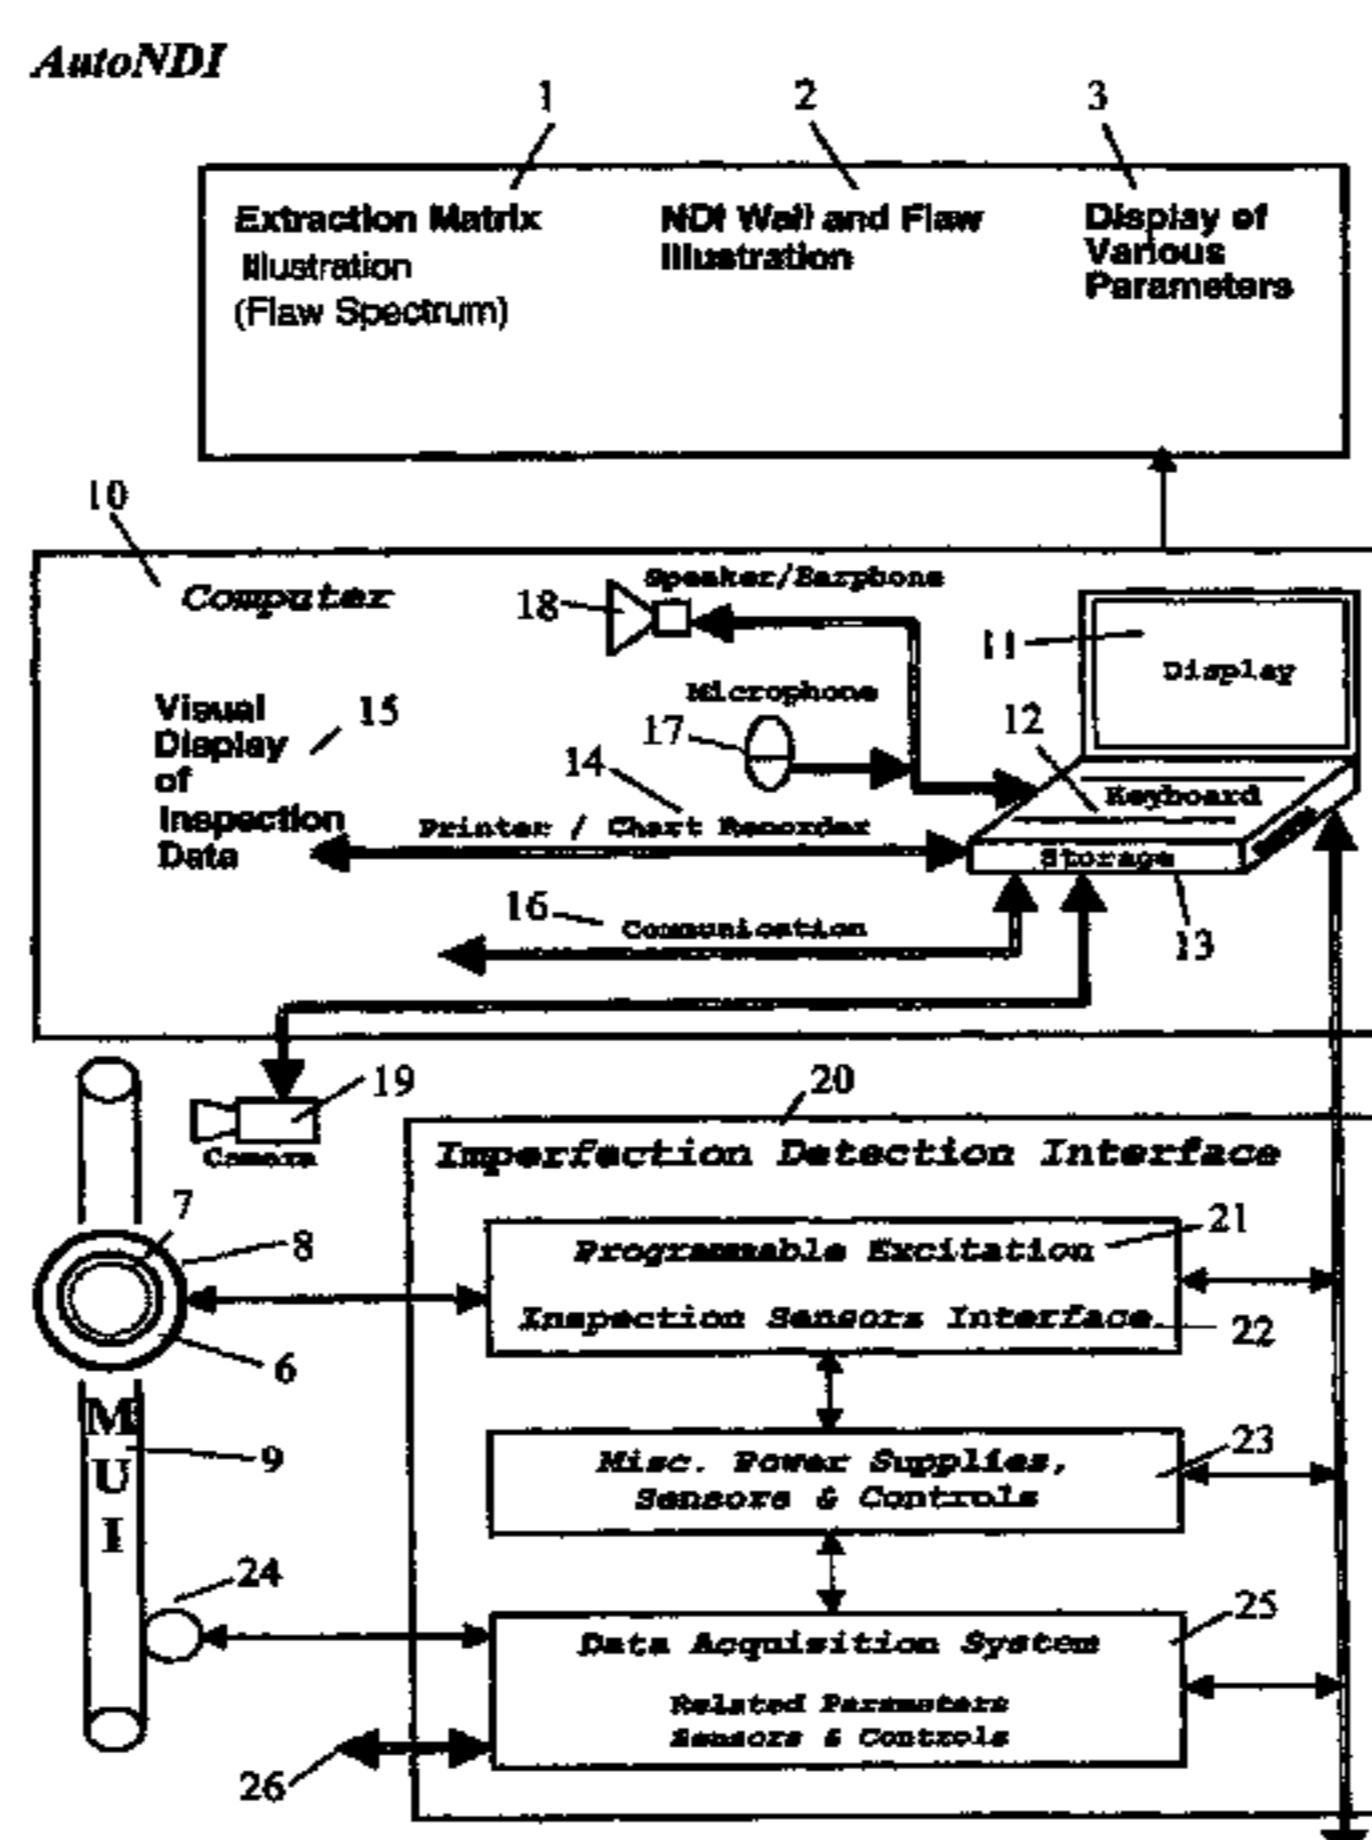 AutoNDI
1 2 3
Extraction Matrix
Illustration
(Flaw Spectrum)
NDI Wall and Flaw
Illustration
Display of
Various
Parameters
10
Computer
Speaker/Earphone
18
11
Display
Microphone
17
12
Keyboard
Visual
Display
of
Inspection
Data
15
14
Printer / Chart Recorder
Storage
16
Communication
13
19
Camera
20
Imperfection Detection Interface
7
8
6
Programmable Excitation
21
Inspection Sensors Interface
22
M
U
I
9
Misc. Power Supplies,
Sensors & Controls
23
24
Data Acquisition System
25
Related Parameters
Sensors & Controls
26